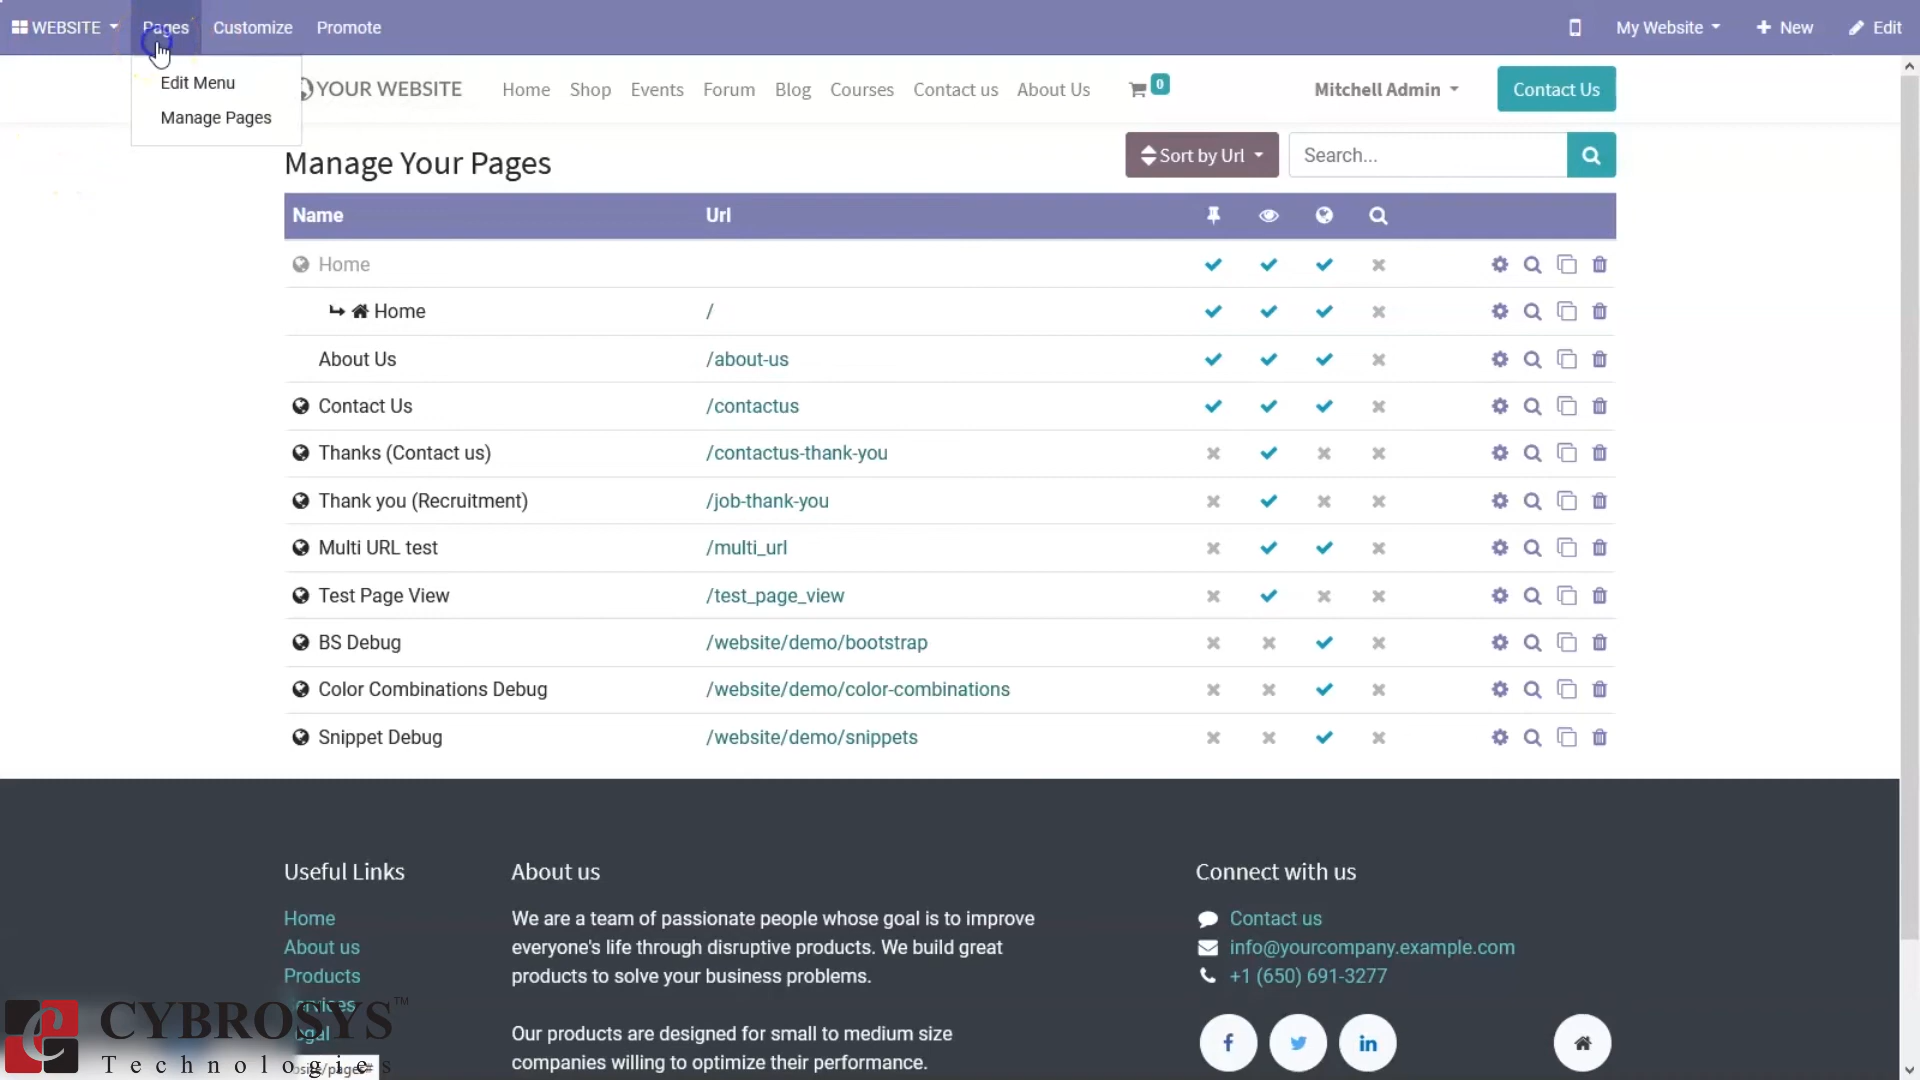 WEBSITE Pages Customize Promote My Website New Edit
Edit Menu
Manage Pages
YOUR WEBSITE Home Shop Events Forum Blog Courses Contact us About Us 0 Mitchell Admin Contact Us
Manage Your Pages Sort by Url Search...
Name Url
Home
Home /
About Us /about-us
Contact Us /contactus
Thanks (Contact us) /contactus-thank-you
Thank you (Recruitment) /job-thank-you
Multi URL test /multi_url
Test Page View /test_page_view
BS Debug /website/demo/bootstrap
Color Combinations Debug /website/demo/color-combinations
Snippet Debug /website/demo/snippets
Useful Links
Home
About us
Products
About us
We are a team of passionate people whose goal is to improve
everyone's life through disruptive products. We build great
products to solve your business problems.
Our products are designed for small to medium size
companies willing to optimize their performance.
Connect with us
Contact us
info@yourcompany.example.com
+1 (650) 691-3277
CYBROSYS™
Technologies